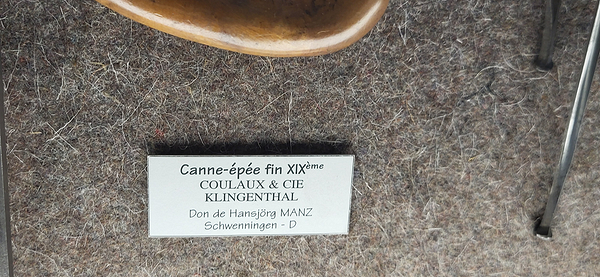 Canne-épée fin XIXème
COULAUX & CIE
KLINGENTHAL
Don de Hansjörg MANZ
Schwenningen - D